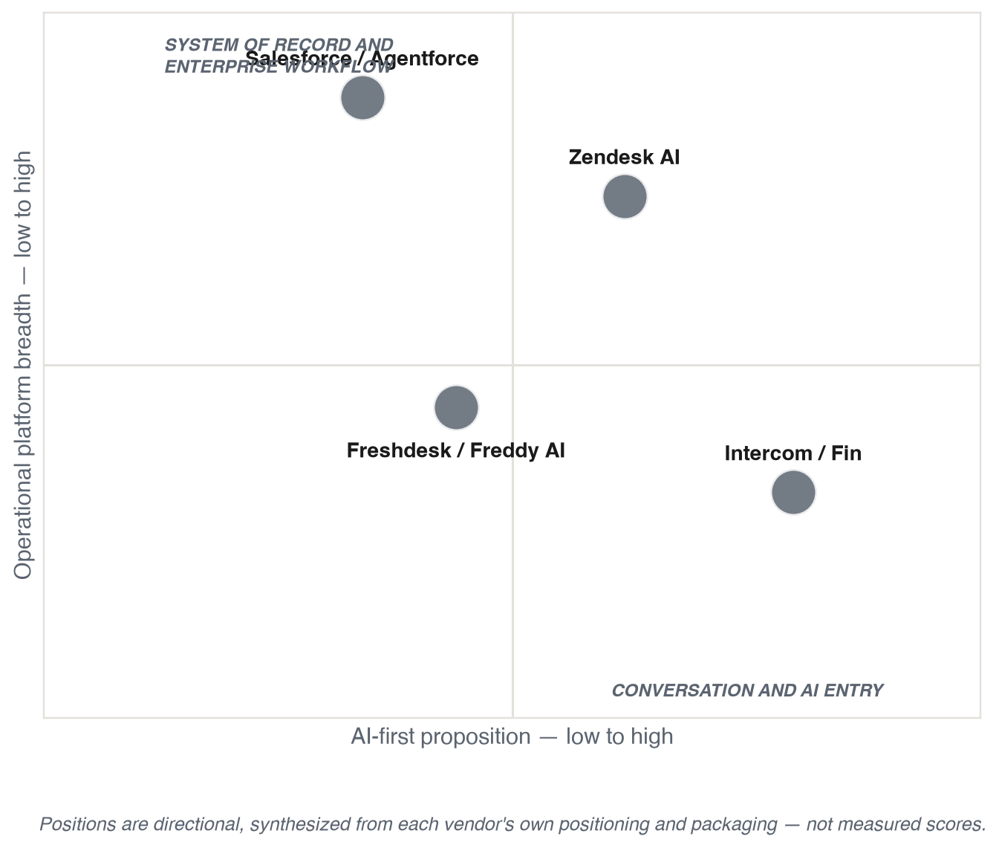 SYSTEM OF RECORD AND
ENTERPRISE WORKFLOW
Salesforce / Agentforce
Zendesk AI
Freshdesk / Freddy AI
Intercom / Fin
CONVERSATION AND AI ENTRY
Operational platform breadth — low to high
AI-first proposition — low to high
Positions are directional, synthesized from each vendor's own positioning and packaging — not measured scores.